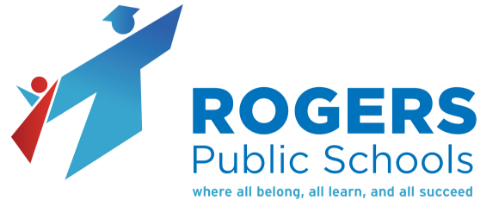 ROGERS
Public Schools
where all belong, all learn, and all succeed